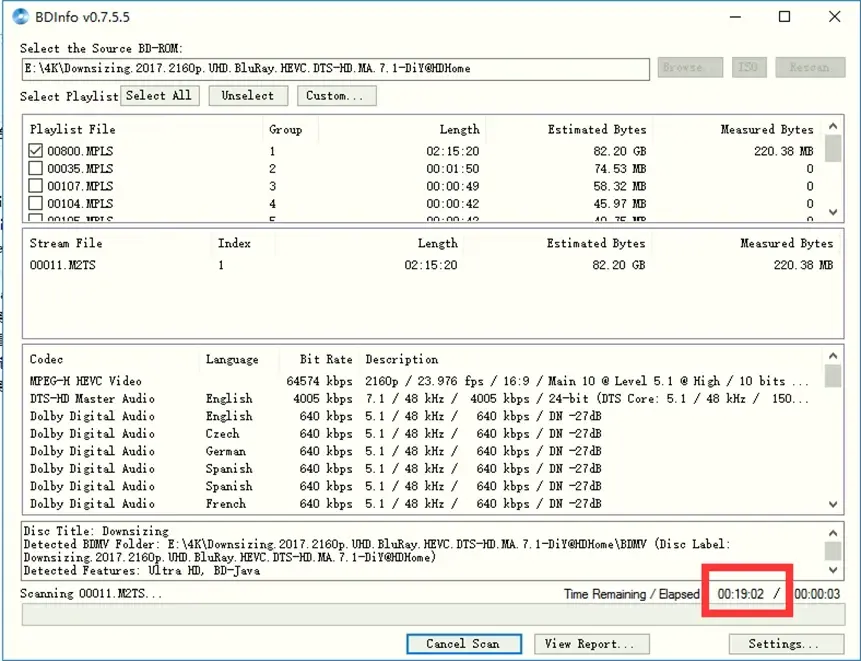 BDInfo v0.7.5.5
Select the Source BD-ROM:
E:\4K\Downsizing.2017.2160p.UHD.BluRay.HEVC.DTS-HD.MA.7.1-DiY@HDHome Browse... ISO Rescan
Select Playlist Select All Unselect Custom...
Playlist File Group Length Estimated Bytes Measured Bytes
00800.MPLS 1 02:15:20 82.20 GB 220.38 MB
00035.MPLS 2 00:01:50 74.53 MB 0
00107.MPLS 3 00:00:49 58.32 MB 0
00104.MPLS 4 00:00:42 45.97 MB 0
00105.MPLS 5 00:00:42 40.75 MB 0
Stream File Index Length Estimated Bytes Measured Bytes
00011.M2TS 1 02:15:20 82.20 GB 220.38 MB
Codec Language Bit Rate Description
MPEG-H HEVC Video 64574 kbps 2160p / 23.976 fps / 16:9 / Main 10 @ Level 5.1 @ High / 10 bits ...
DTS-HD Master Audio English 4005 kbps 7.1 / 48 kHz / 4005 kbps / 24-bit (DTS Core: 5.1 / 48 kHz / 150...
Dolby Digital Audio English 640 kbps 5.1 / 48 kHz / 640 kbps / DN -27dB
Dolby Digital Audio Czech 640 kbps 5.1 / 48 kHz / 640 kbps / DN -27dB
Dolby Digital Audio German 640 kbps 5.1 / 48 kHz / 640 kbps / DN -27dB
Dolby Digital Audio Spanish 640 kbps 5.1 / 48 kHz / 640 kbps / DN -27dB
Dolby Digital Audio Spanish 640 kbps 5.1 / 48 kHz / 640 kbps / DN -27dB
Dolby Digital Audio French 640 kbps 5.1 / 48 kHz / 640 kbps / DN -27dB
Disc Title: Downsizing
Detected BDMV Folder: E:\4K\Downsizing.2017.2160p.UHD.BluRay.HEVC.DTS-HD.MA.7.1-DiY@HDHome\BDMV (Disc Label:
Downsizing.2017.2160p.UHD.BluRay.HEVC.DTS-HD.MA.7.1-DiY@HDHome)
Detected Features: Ultra HD, BD-Java
Scanning 00011.M2TS... Time Remaining / Elapsed 00:19:02 / 00:00:03
Cancel Scan View Report... Settings...